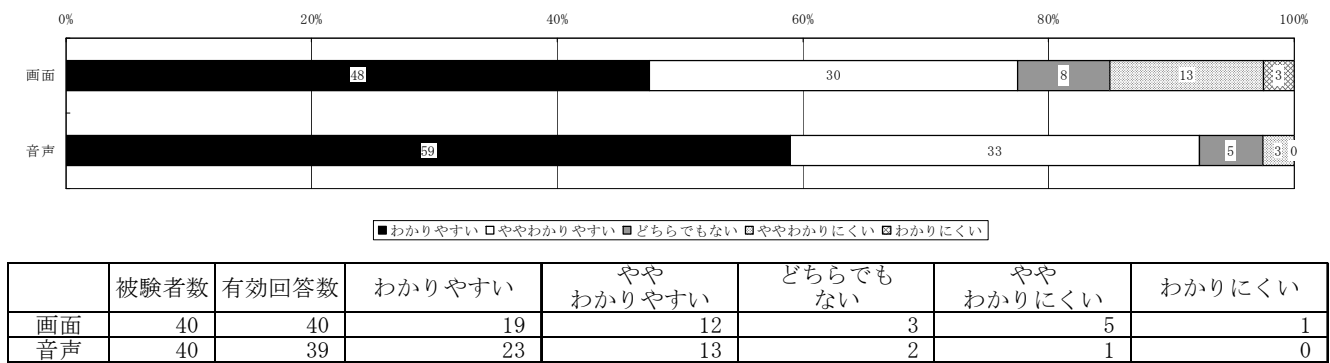 0% 20% 40% 60% 80% 100%
画面 48 30 8 13 3
音声 59 33 5 3 0
■わかりやすい □ややわかりやすい ■どちらでもない □ややわかりにくい □わかりにくい
被験者数 有効回答数 わかりやすい やや わかりやすい どちらでも ない やや わかりにくい わかりにくい
画面 40 40 19 12 3 5 1
音声 40 39 23 13 2 1 0